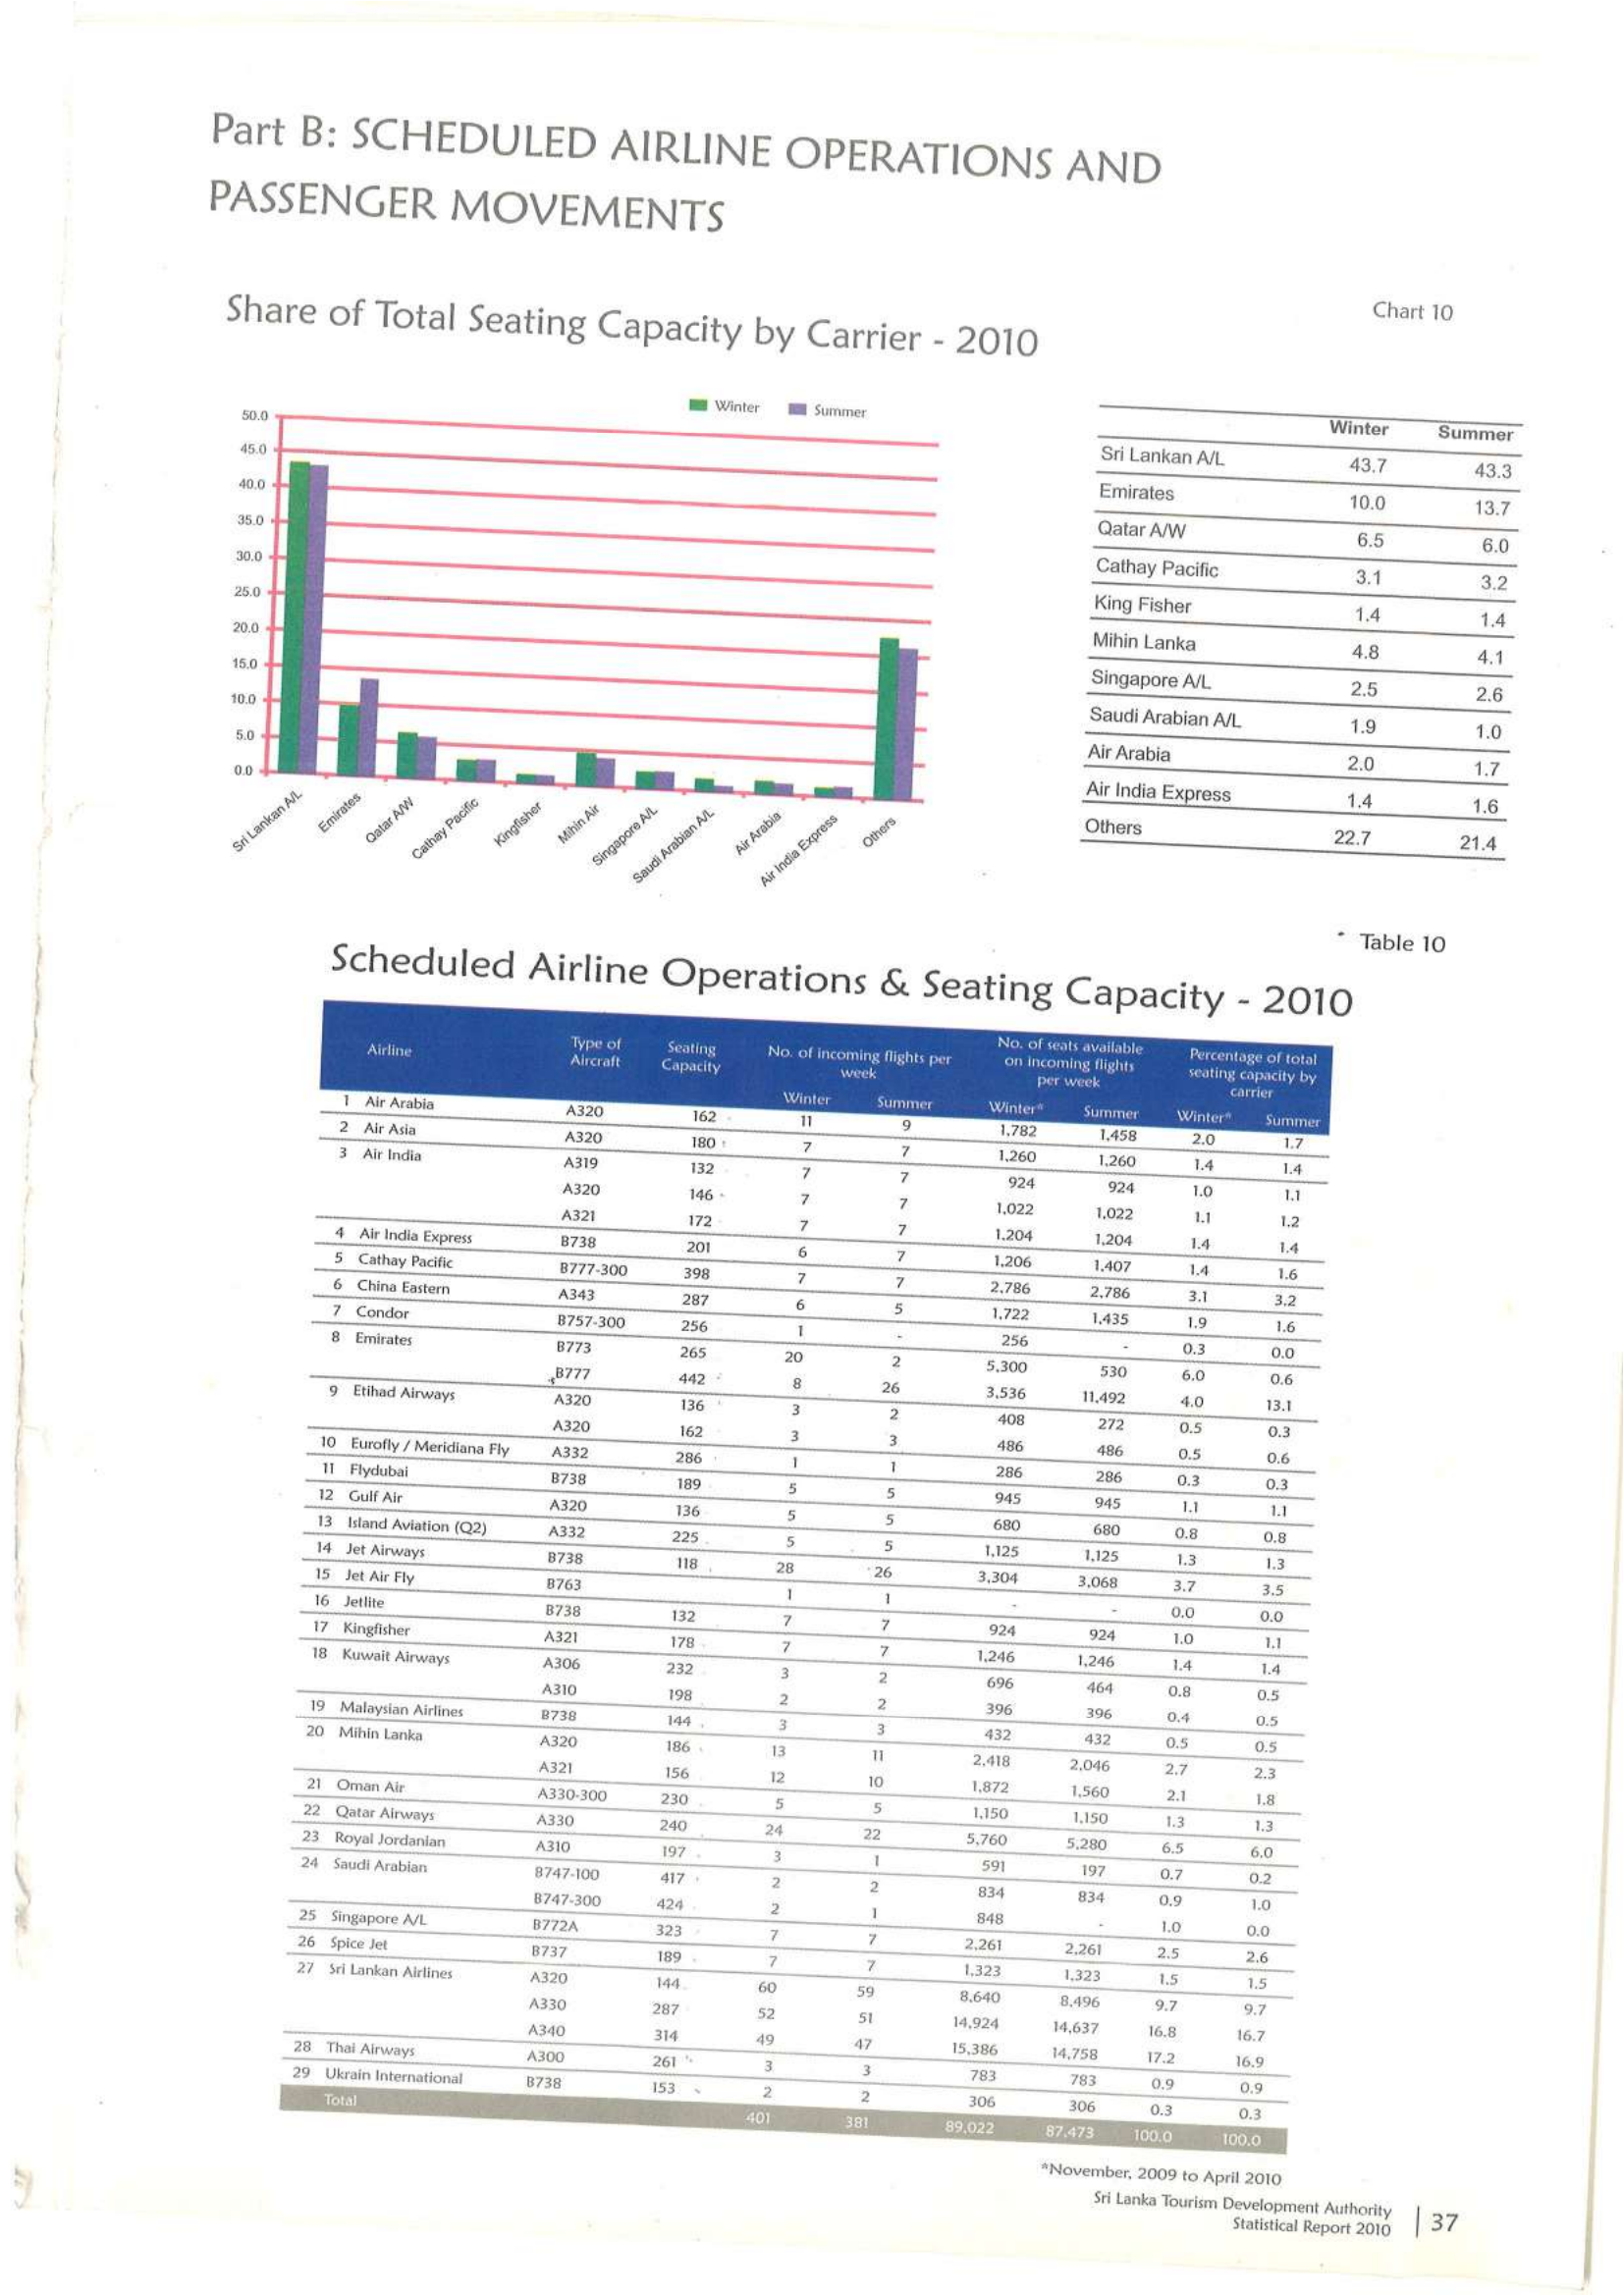 Part B: SCHEDULED AIRLINE OPERATIONS AND
PASSENGER MOVEMENTS
Share of Total Seating Capacity by Carrier - 2010
Chart 10
Winter Summer
50.0
45.0
40.0
35.0
30.0
25.0
20.0
15.0
10.0
5.0
0.0
Sri Lankan A/L
Emirates
Qatar A/W
Cathay Pacific
Kingfisher
Mihin Air
Singapore A/L
Saudi Arabian A/L
Air Arabia
Air India Express
Others
Winter Summer
Sri Lankan A/L 43.7 43.3
Emirates 10.0 13.7
Qatar A/W 6.5 6.0
Cathay Pacific 3.1 3.2
King Fisher 1.4 1.4
Mihin Lanka 4.8 4.1
Singapore A/L 2.5 2.6
Saudi Arabian A/L 1.9 1.0
Air Arabia 2.0 1.7
Air India Express 1.4 1.6
Others 22.7 21.4
Table 10
Scheduled Airline Operations & Seating Capacity - 2010
Airline Type of Aircraft Seating Capacity No. of incoming flights per week No. of seats available on incoming flights per week Percentage of total seating capacity by carrier
Winter Summer Winter* Summer Winter* Summer
1 Air Arabia A320 162 11 9 1,782 1,458 2.0 1.7
2 Air Asia A320 180 7 7 1,260 1,260 1.4 1.4
3 Air India A319 132 7 7 924 924 1.0 1.1
A320 146 7 7 1,022 1,022 1.1 1.2
A321 172 7 7 1,204 1,204 1.4 1.4
4 Air India Express B738 201 6 7 1,206 1,407 1.4 1.6
5 Cathay Pacific B777-300 398 7 7 2,786 2,786 3.1 3.2
6 China Eastern A343 287 6 5 1,722 1,435 1.9 1.6
7 Condor B757-300 256 1 - 256 - 0.3 0.0
8 Emirates B773 265 20 2 5,300 530 6.0 0.6
B777 442 8 26 3,536 11,492 4.0 13.1
9 Etihad Airways A320 136 3 2 408 272 0.5 0.3
A320 162 3 3 486 486 0.5 0.6
10 Eurofly / Meridiana Fly A332 286 1 1 286 286 0.3 0.3
11 Flydubai B738 189 5 5 945 945 1.1 1.1
12 Gulf Air A320 136 5 5 680 680 0.8 0.8
13 Island Aviation (Q2) A332 225 5 5 1,125 1,125 1.3 1.3
14 Jet Airways B738 118 28 26 3,304 3,068 3.7 3.5
15 Jet Air Fly B763 1 1 - - 0.0 0.0
16 Jetlite B738 132 7 7 924 924 1.0 1.1
17 Kingfisher A321 178 7 7 1,246 1,246 1.4 1.4
18 Kuwait Airways A306 232 3 2 696 464 0.8 0.5
A310 198 2 2 396 396 0.4 0.5
19 Malaysian Airlines B738 144 3 3 432 432 0.5 0.5
20 Mihin Lanka A320 186 13 11 2,418 2,046 2.7 2.3
A321 156 12 10 1,872 1,560 2.1 1.8
21 Oman Air A330-300 230 5 5 1,150 1,150 1.3 1.3
22 Qatar Airways A330 240 24 22 5,760 5,280 6.5 6.0
23 Royal Jordanian A310 197 3 1 591 197 0.7 0.2
24 Saudi Arabian B747-100 417 2 2 834 834 0.9 1.0
B747-300 424 2 1 848 - 1.0 0.0
25 Singapore A/L B772A 323 7 7 2,261 2,261 2.5 2.6
26 Spice Jet B737 189 7 7 1,323 1,323 1.5 1.5
27 Sri Lankan Airlines A320 144 60 59 8,640 8,496 9.7 9.7
A330 287 52 51 14,924 14,637 16.8 16.7
A340 314 49 47 15,386 14,758 17.2 16.9
28 Thai Airways A300 261 3 3 783 783 0.9 0.9
29 Ukrain International B738 153 2 2 306 306 0.3 0.3
Total 401 381 89,022 87,473 100.0 100.0
*November, 2009 to April 2010
Sri Lanka Tourism Development Authority
Statistical Report 2010 | 37